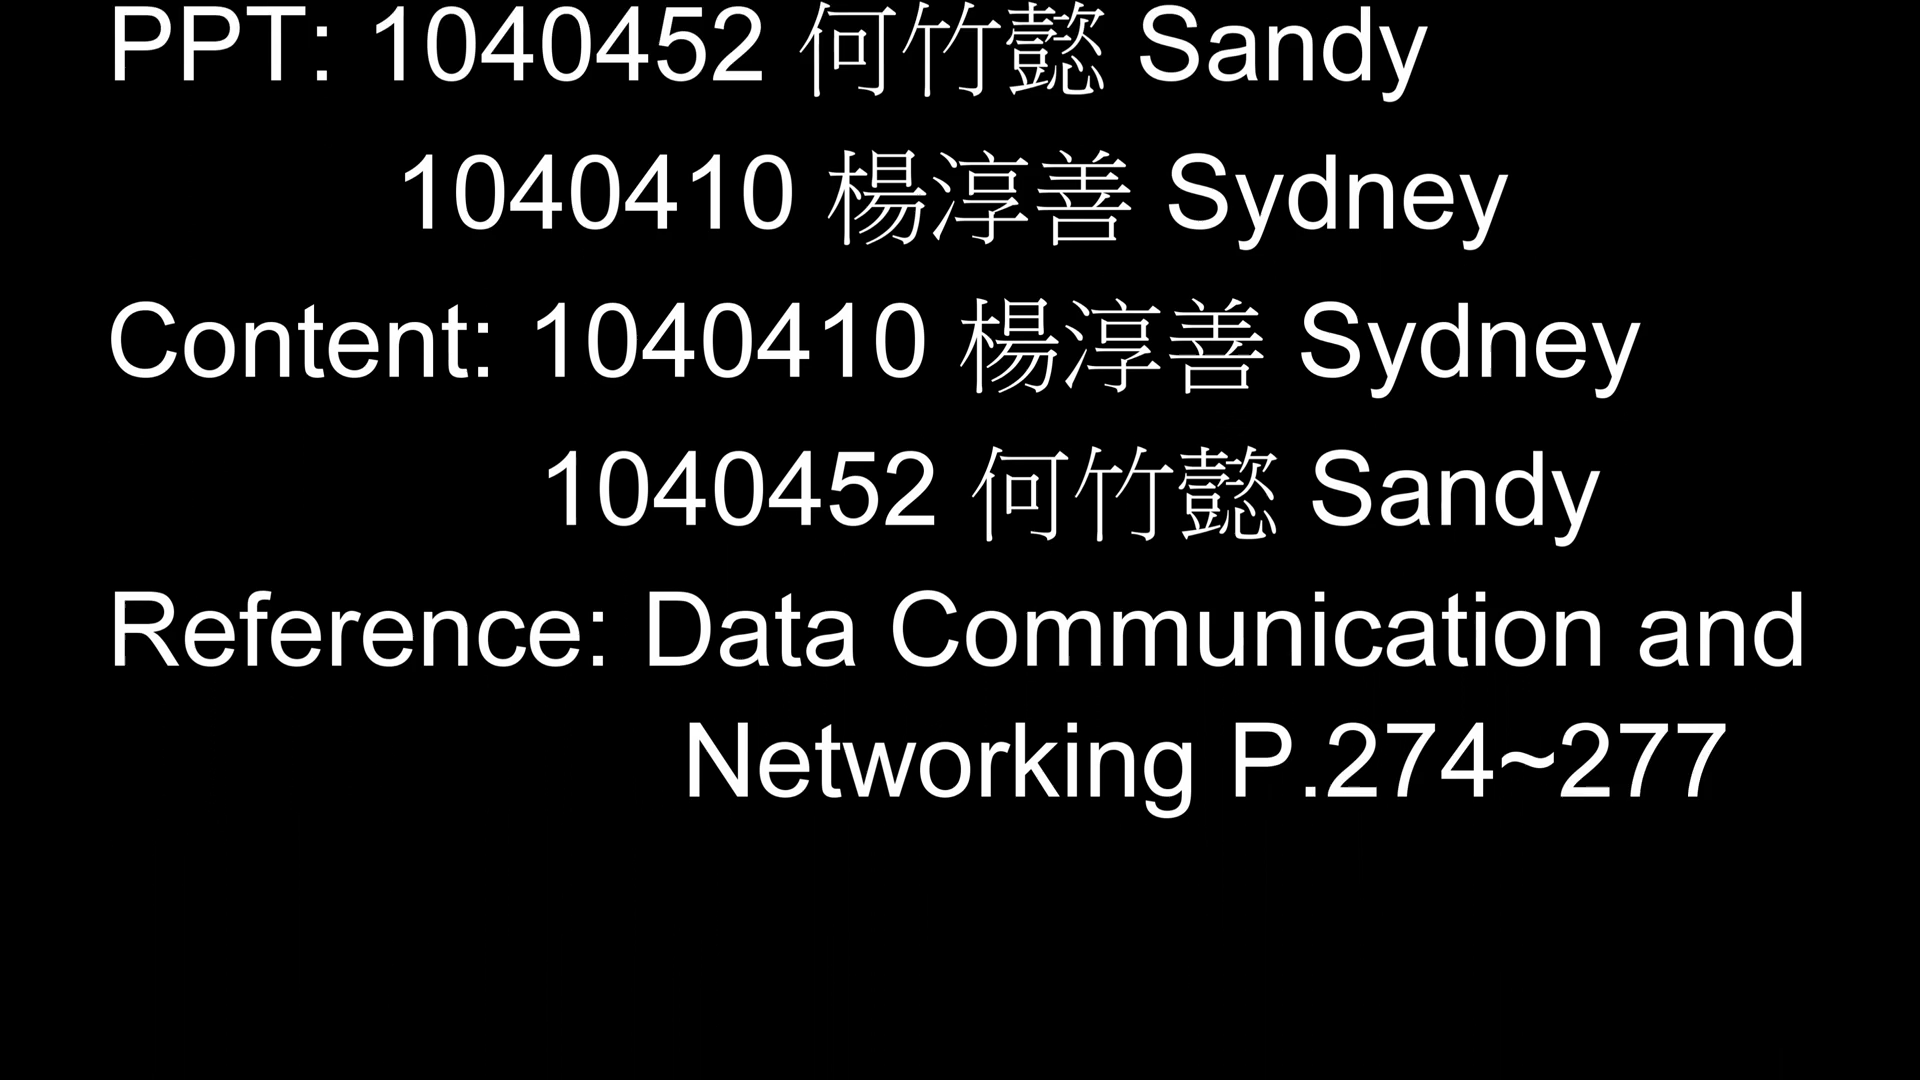 PPT: 1040452 何竹懿 Sandy
1040410 楊淳善 Sydney
Content: 1040410 楊淳善 Sydney
1040452 何竹懿 Sandy
Reference: Data Communication and
Networking P.274~277